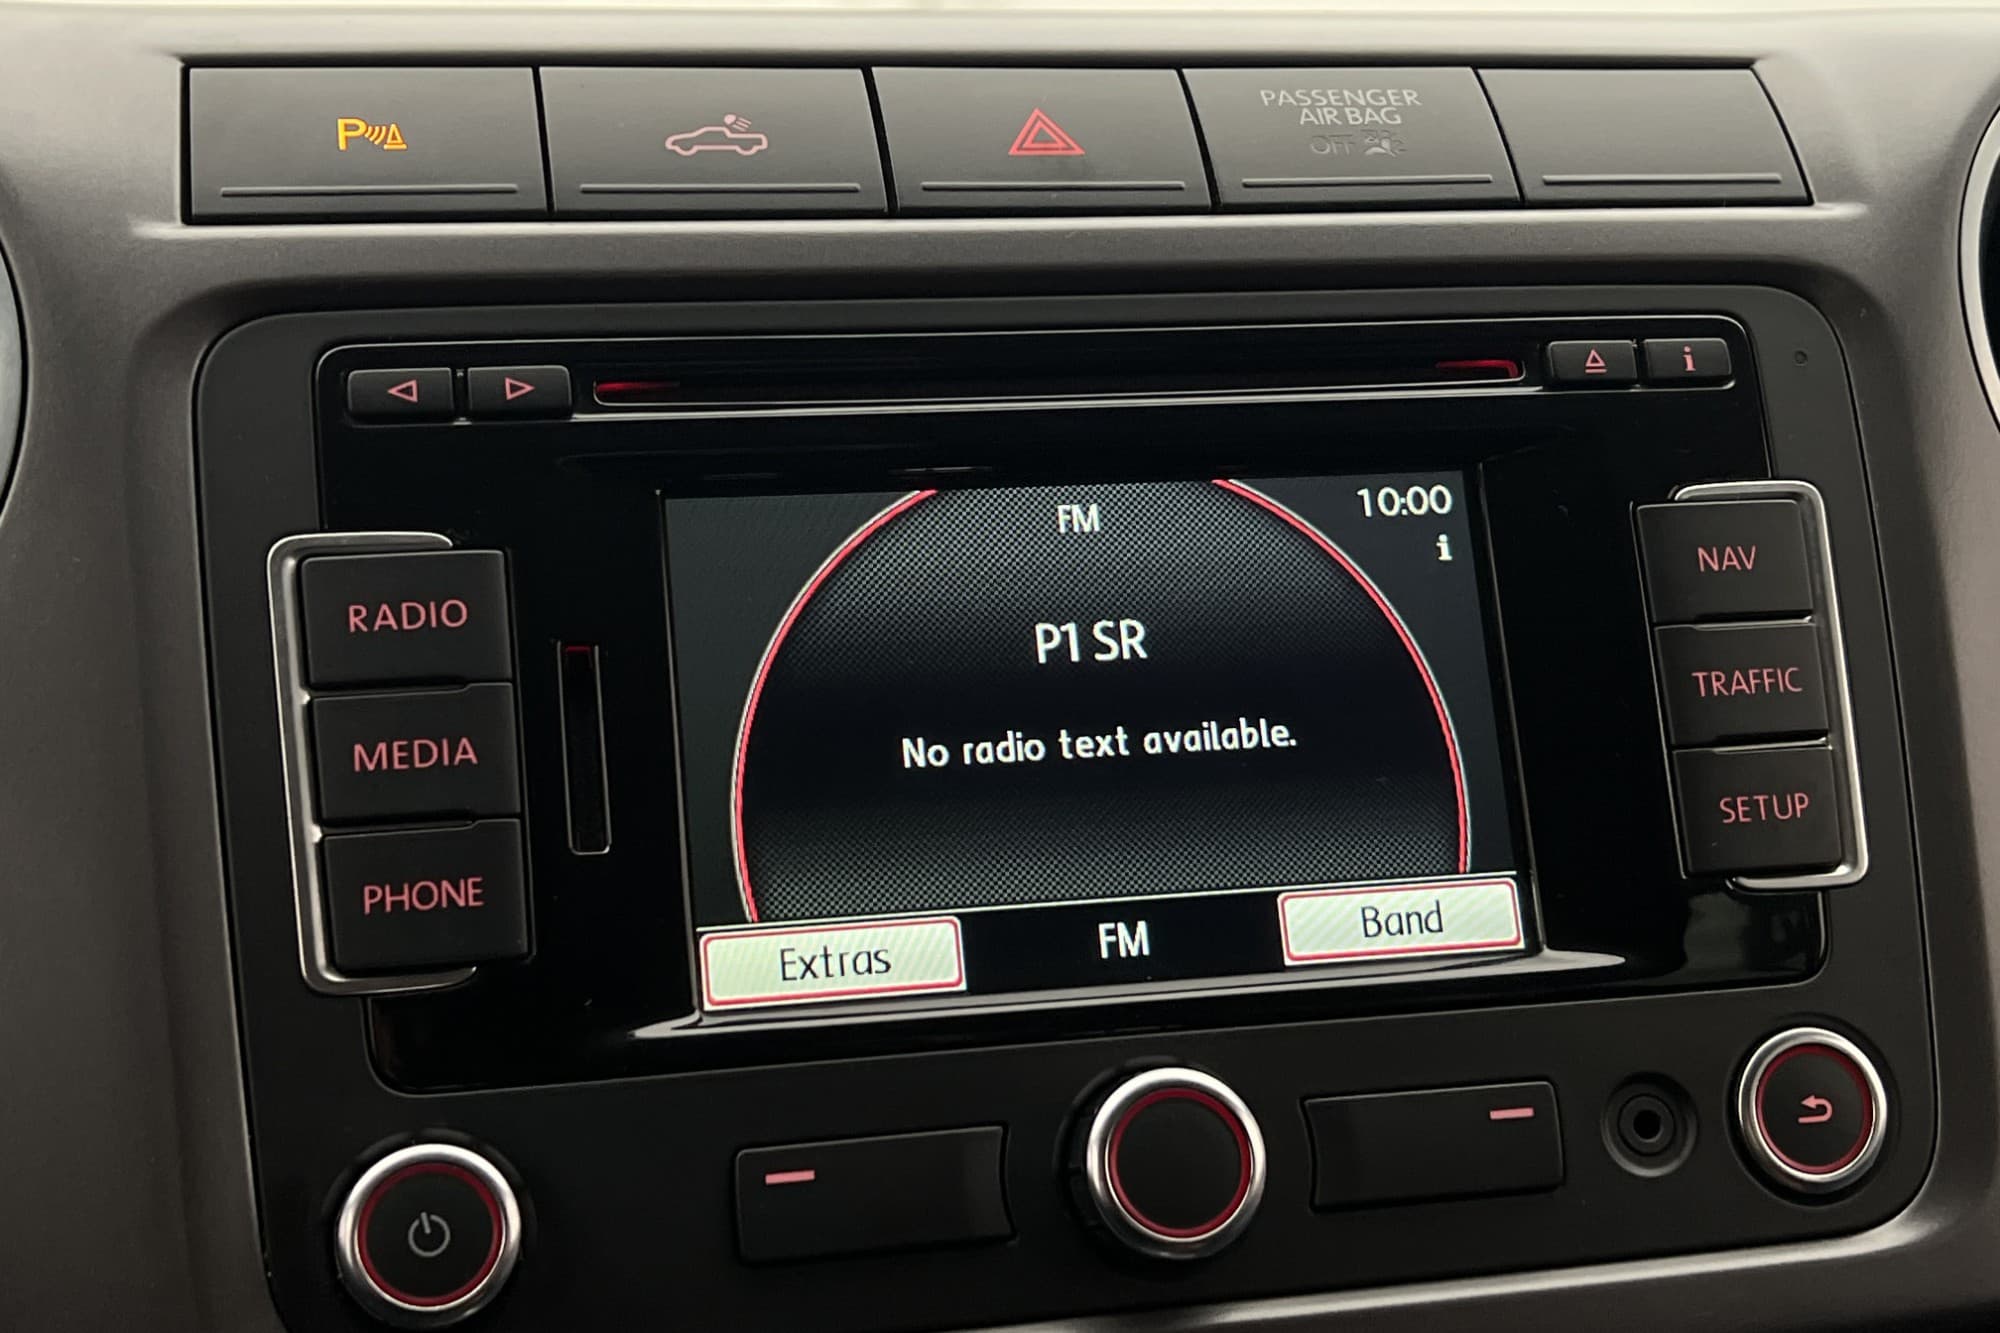 P
PASSENGER
AIR BAG
OFF
i
FM
10:00
i
RADIO
MEDIA
PHONE
P1 SR
No radio text available.
NAV
TRAFFIC
SETUP
Extras
FM
Band